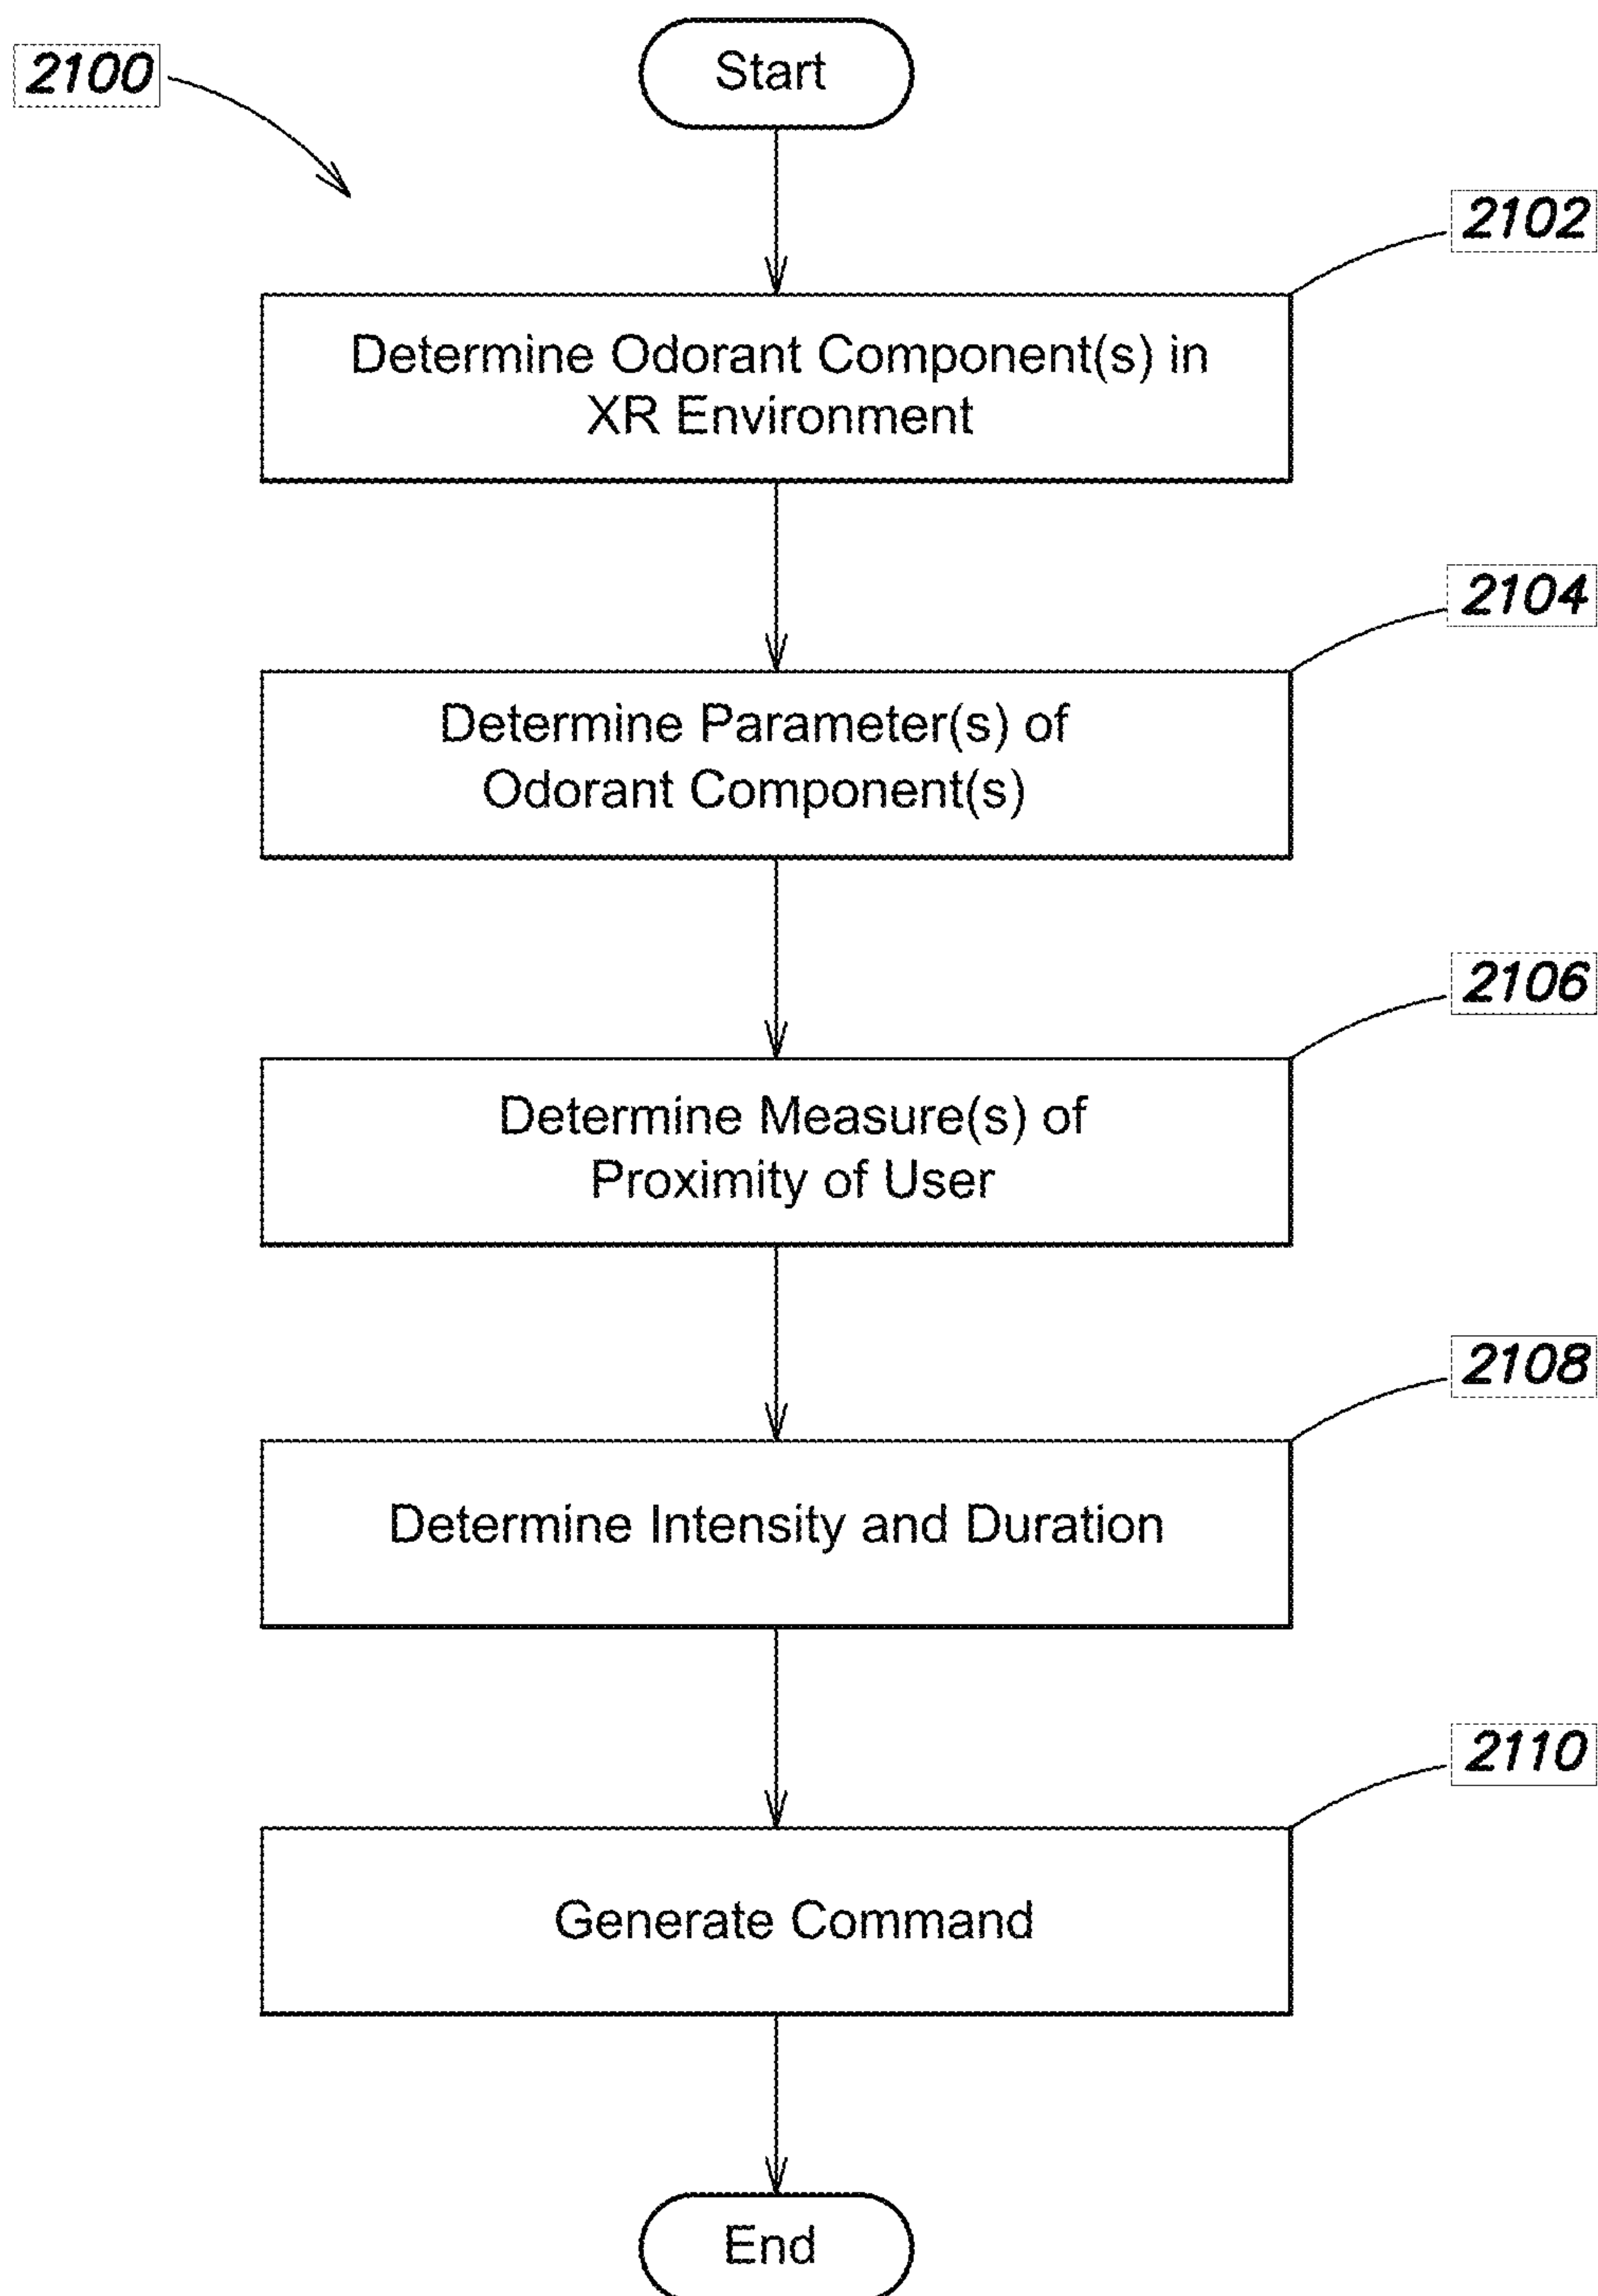 2100
Start
2102
Determine Odorant Component(s) in
XR Environment
2104
Determine Parameter(s) of
Odorant Component(s)
2106
Determine Measure(s) of
Proximity of User
2108
Determine Intensity and Duration
2110
Generate Command
End